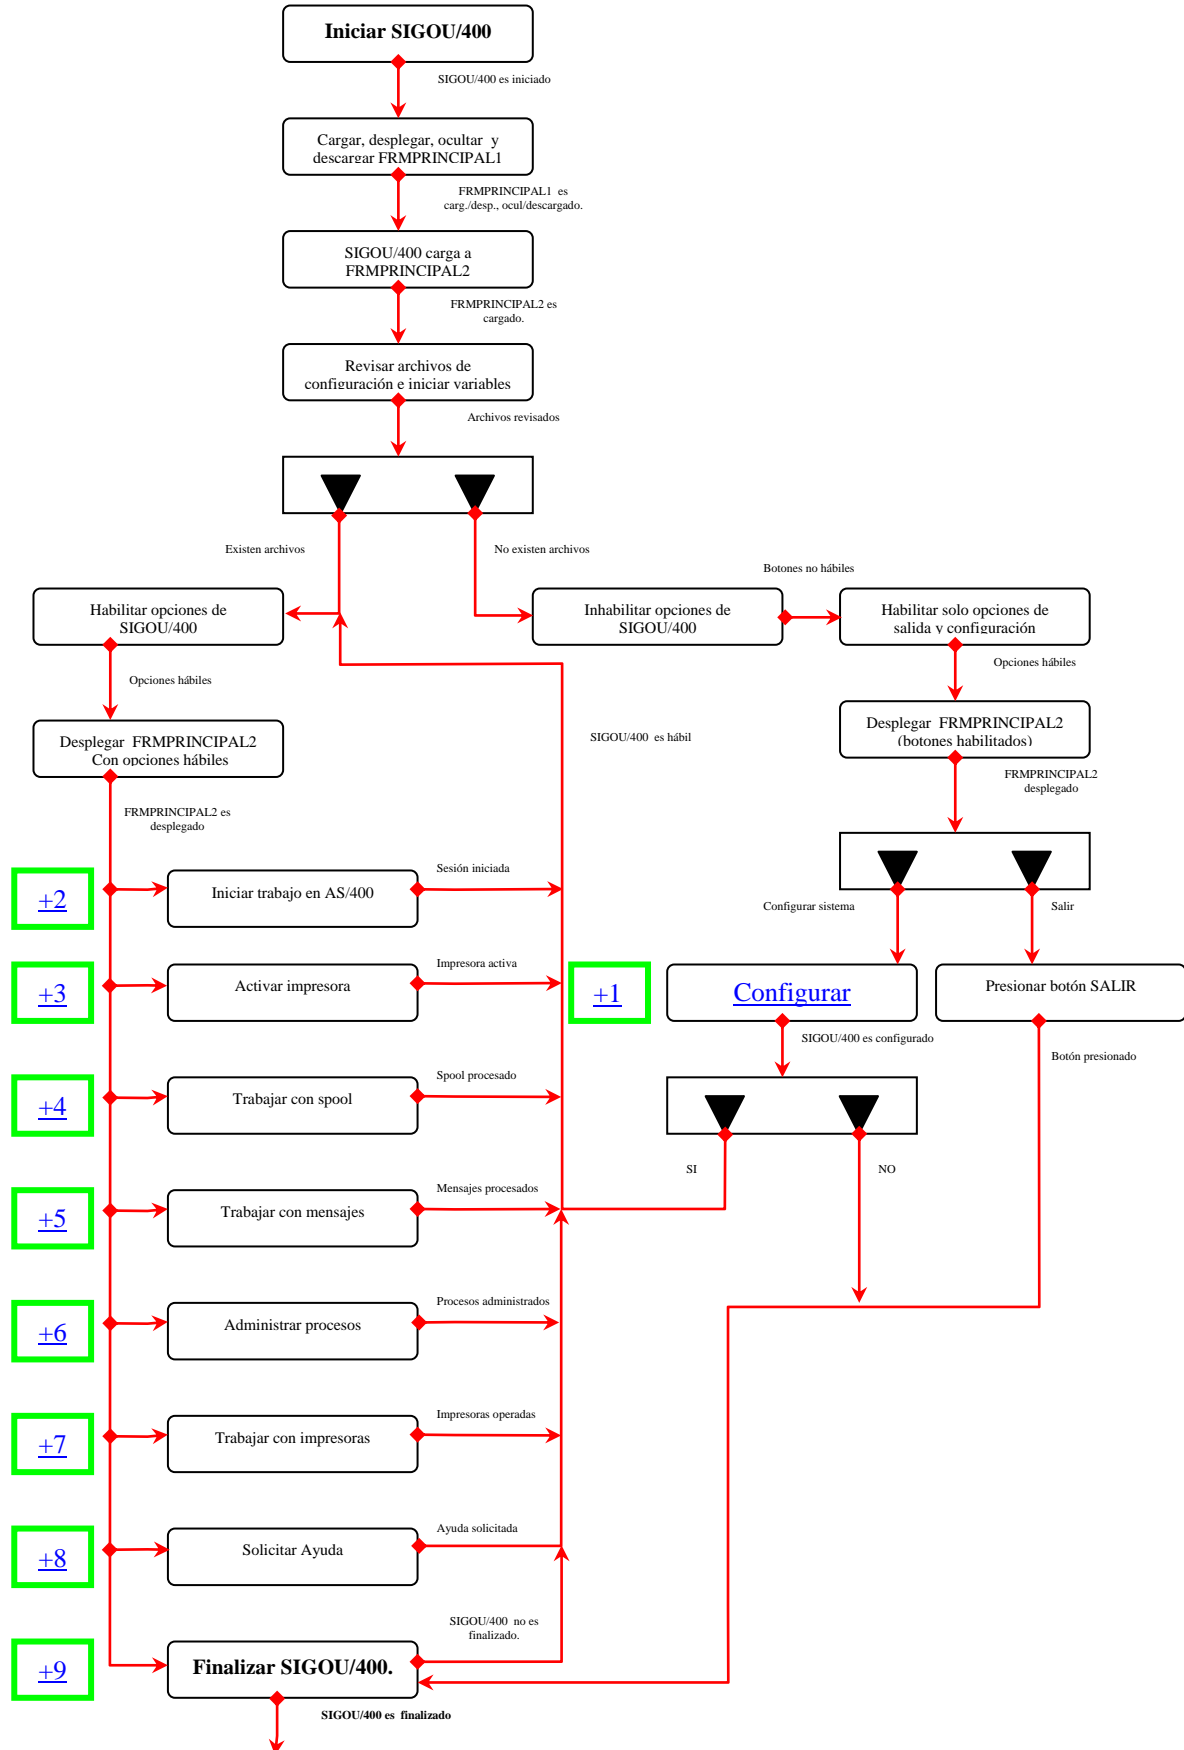 Iniciar SIGOU/400
SIGOU/400 es iniciado
Cargar, desplegar, ocultar y
descargar FRMPRINCIPAL1
FRMPRINCIPAL1 es
carg./desp., ocul/descargado.
SIGOU/400 carga a
FRMPRINCIPAL2
FRMPRINCIPAL2 es
cargado.
Revisar archivos de
configuración e iniciar variables
Archivos revisados
Existen archivos
No existen archivos
Botones no hábiles
Habilitar opciones de
SIGOU/400
Inhabilitar opciones de
SIGOU/400
Habilitar solo opciones de
salida y configuración
Opciones hábiles
Opciones hábiles
Desplegar FRMPRINCIPAL2
Con opciones hábiles
SIGOU/400 es hábil
Desplegar FRMPRINCIPAL2
(botones habilitados)
FRMPRINCIPAL2
desplegado
FRMPRINCIPAL2 es
desplegado
+2
Iniciar trabajo en AS/400
Sesión iniciada
Configurar sistema
Salir
+3
Activar impresora
Impresora activa
+1
Configurar
Presionar botón SALIR
SIGOU/400 es configurado
Botón presionado
+4
Trabajar con spool
Spool procesado
SI
NO
+5
Trabajar con mensajes
Mensajes procesados
+6
Administrar procesos
Procesos administrados
+7
Trabajar con impresoras
Impresoras operadas
+8
Solicitar Ayuda
Ayuda solicitada
SIGOU/400 no es
finalizado.
+9
Finalizar SIGOU/400.
SIGOU/400 es finalizado